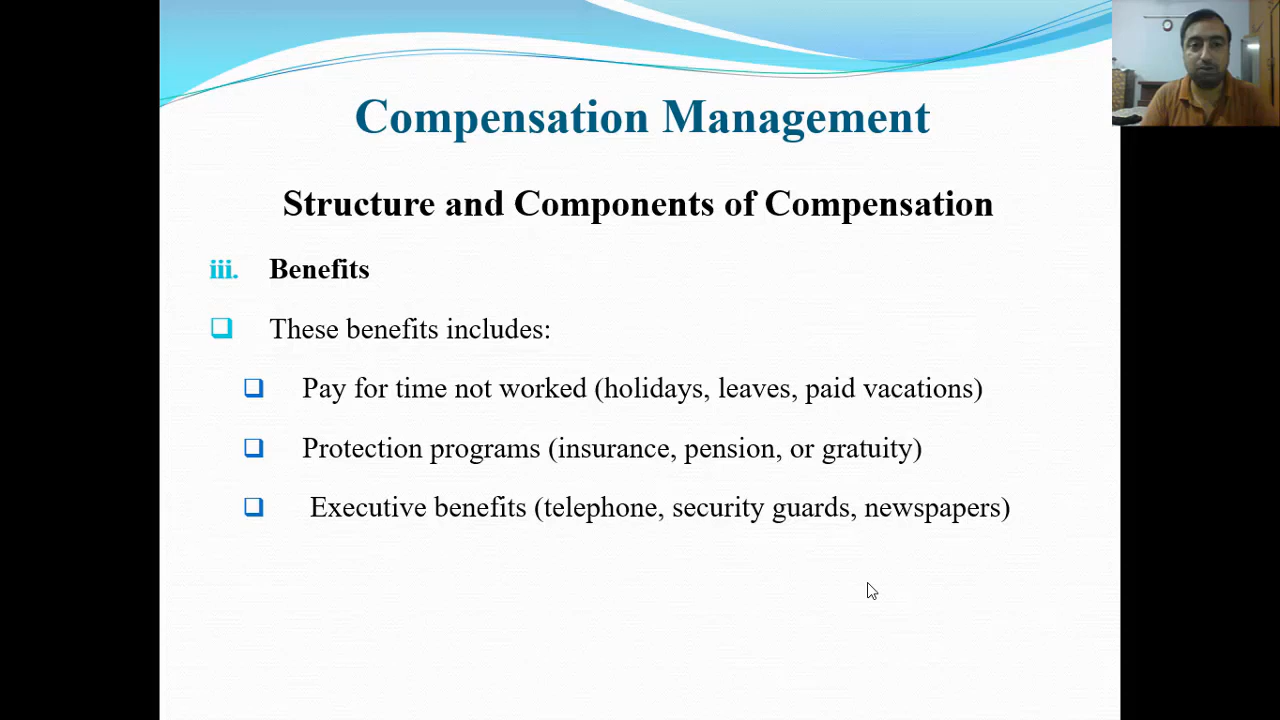 Compensation Management
Structure and Components of Compensation
iii. Benefits
❑ These benefits includes:
❑ Pay for time not worked (holidays, leaves, paid vacations)
❑ Protection programs (insurance, pension, or gratuity)
❑ Executive benefits (telephone, security guards, newspapers)